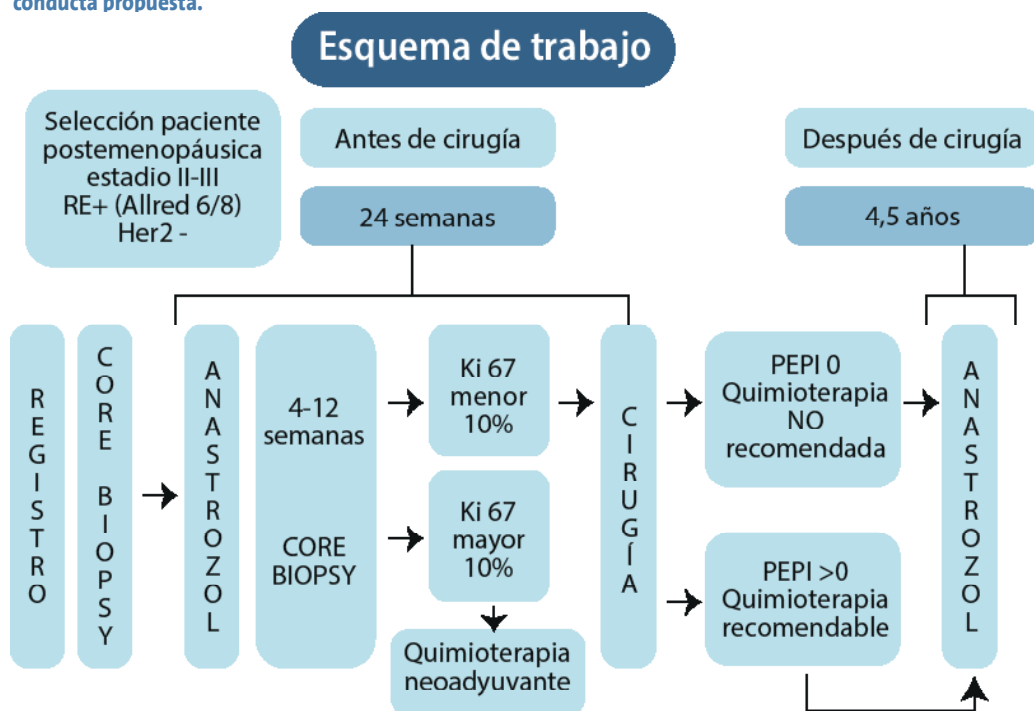 conducta propuesta.
Esquema de trabajo
Selección paciente
postemenopáusica
estadio II-III
RE+ (Allred 6/8)
Her2 -
Antes de cirugía
24 semanas
Después de cirugía
4,5 años
REGISTRO
CORE BIOPSY
ANASTROZOL
4-12
semanas
CORE
BIOPSY
Ki 67
menor
10%
Ki 67
mayor
10%
Quimioterapia
neoadyuvante
CIRUGÍA
PEPI 0
Quimioterapia
NO
recomendada
PEPI >0
Quimioterapia
recomendable
ANASTROZOL